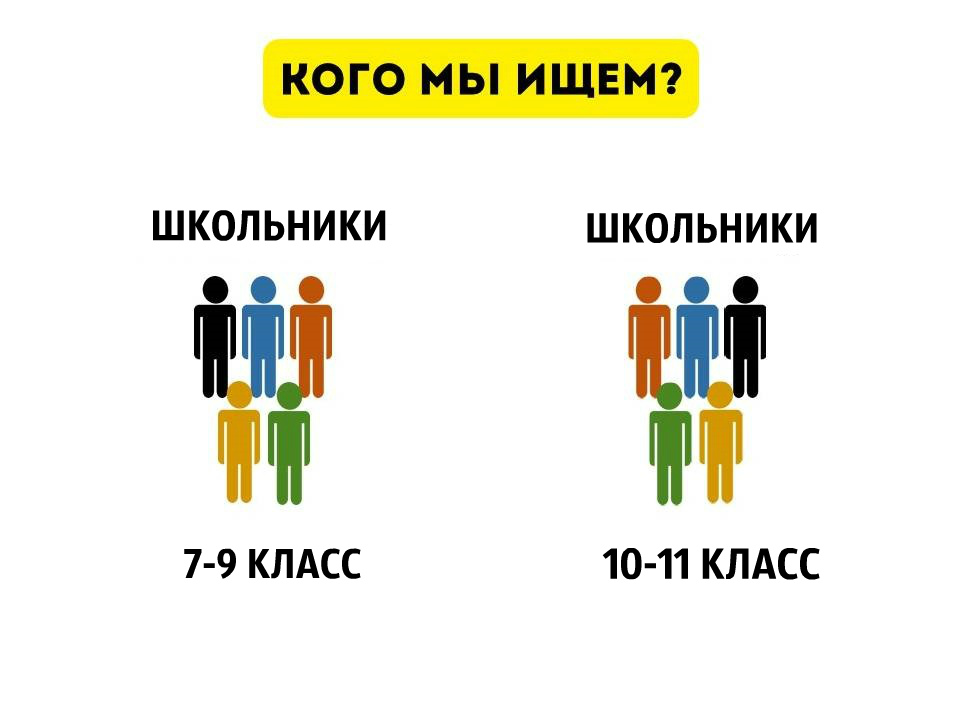 КОГО МЫ ИЩЕМ?
ШКОЛЬНИКИ
7-9 КЛАСС
ШКОЛЬНИКИ
10-11 КЛАСС